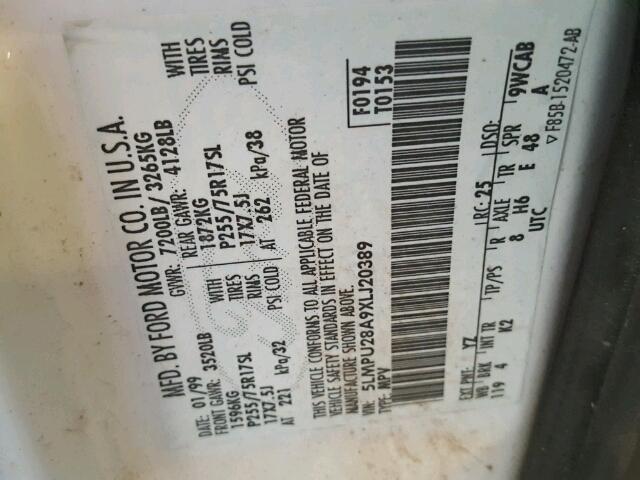 MFD. BY FORD MOTOR CO. IN U.S.A.
DATE: 01/99 GVWR: 7200LB/ 3265KG
FRONT GAWR: 3520LB REAR GAWR: 4128LB
1596KG WITH 1872KG WITH
P255/75R17SL TIRES P255/75R17SL TIRES
17X7.5J RIMS 17X7.5J RIMS
AT 221 kPa/32 PSI COLD AT 262 kPa/38 PSI COLD
THIS VEHICLE CONFORMS TO ALL APPLICABLE FEDERAL MOTOR
VEHICLE SAFETY STANDARDS IN EFFECT ON THE DATE OF
MANUFACTURE SHOWN ABOVE.
VIN: 5LMPU28A9XLJ20389
TYPE: MPV
F0194
T0153
EXT PNT: YZ RC: 25 DSO:
WB BRK INT TR TP/PS R AXLE TR SPR 9WCAB
119 4 K2 8 H6 E 48 A
UTC
▽ F85B-1520472-AB